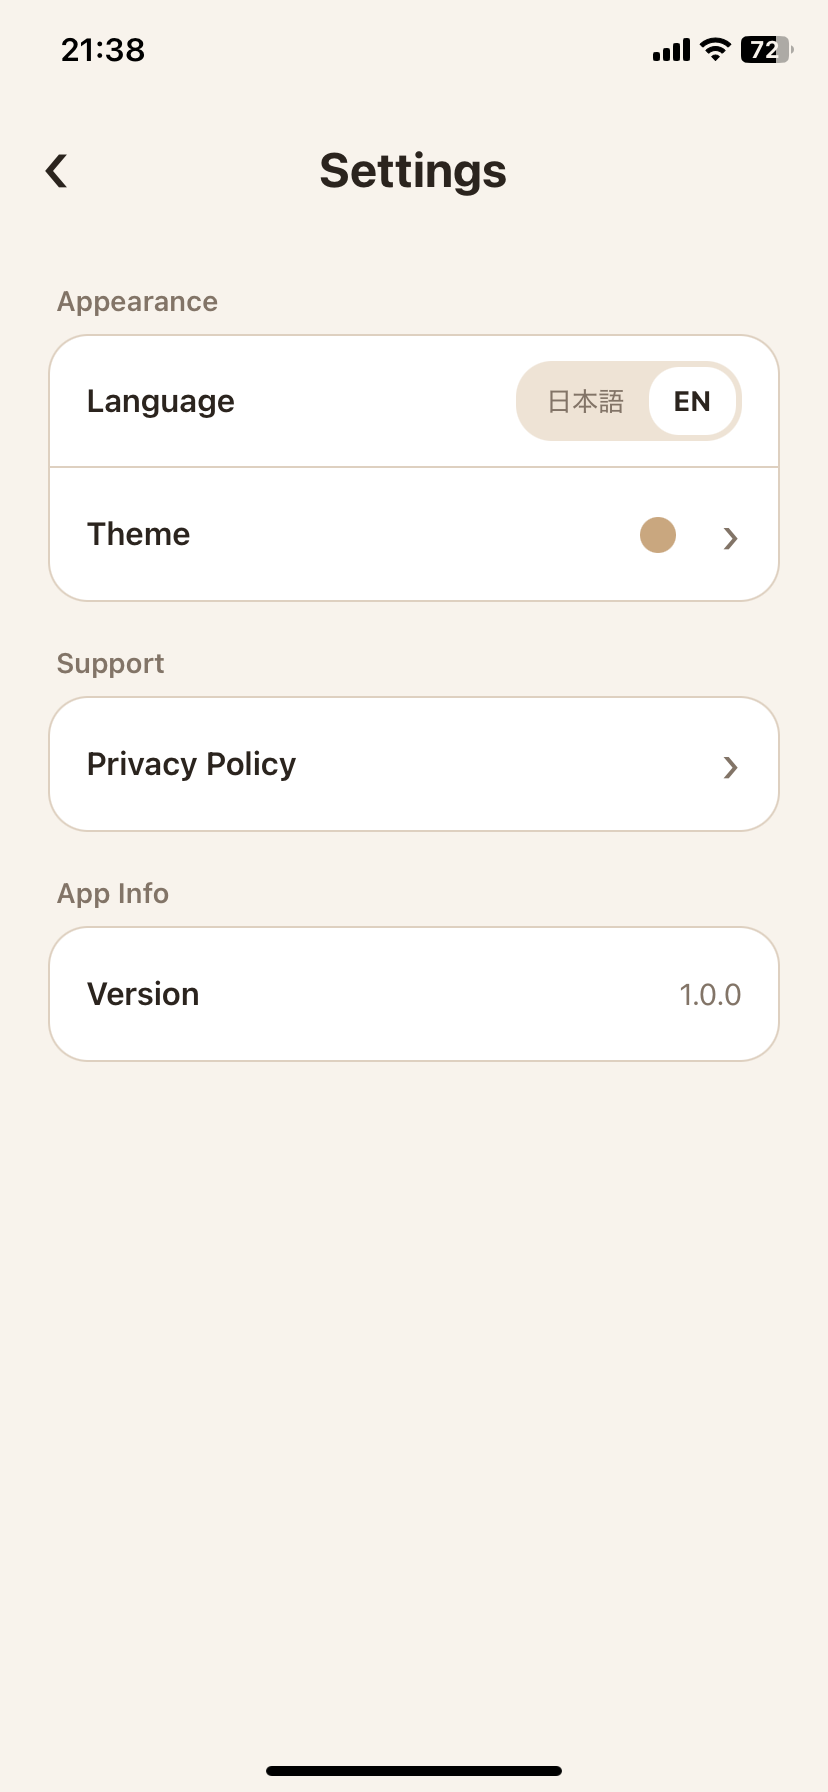 21:38
72
Settings
Appearance
Language
日本語 EN
Theme
Support
Privacy Policy
App Info
Version 1.0.0